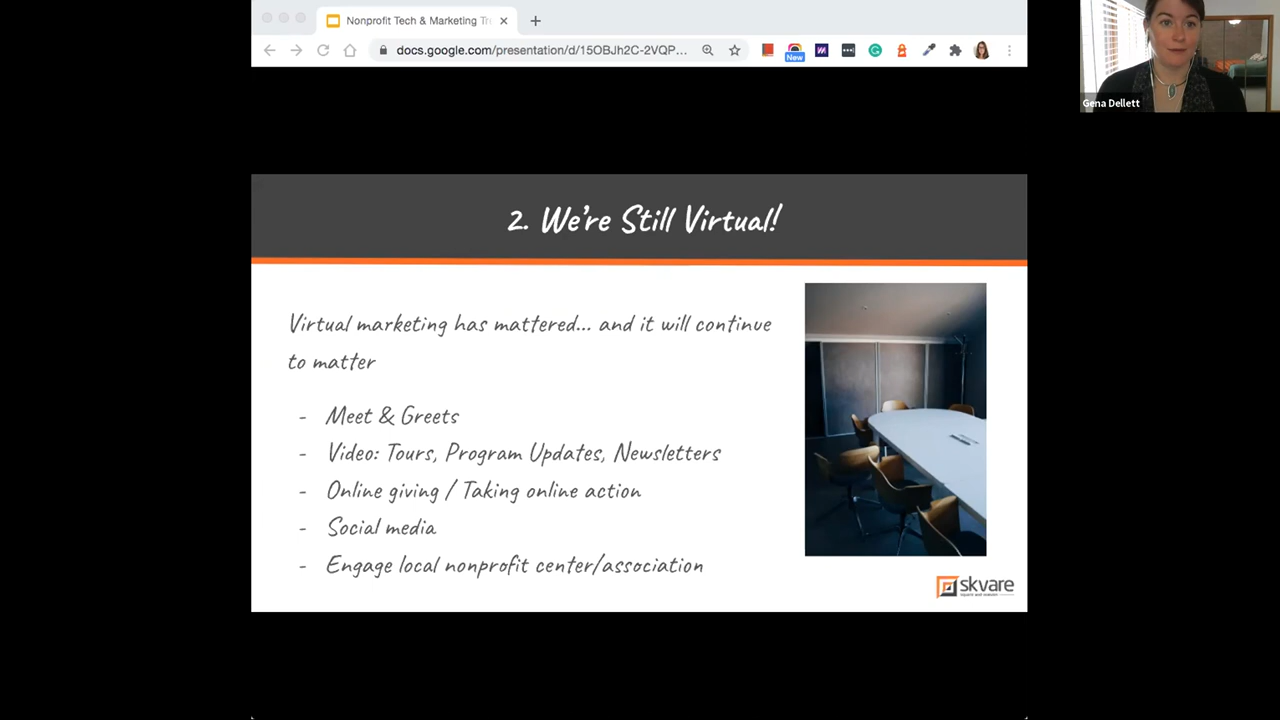 Nonprofit Tech & Marketing Tr
docs.google.com/presentation/d/15OBJh2C-2VQP...
New
Gena Dellett
2. We're Still Virtual!
Virtual marketing has mattered... and it will continue
to matter
- Meet & Greets
- Video: Tours, Program Updates, Newsletters
- Online giving / Taking online action
- Social media
- Engage local nonprofit center/association
skvare